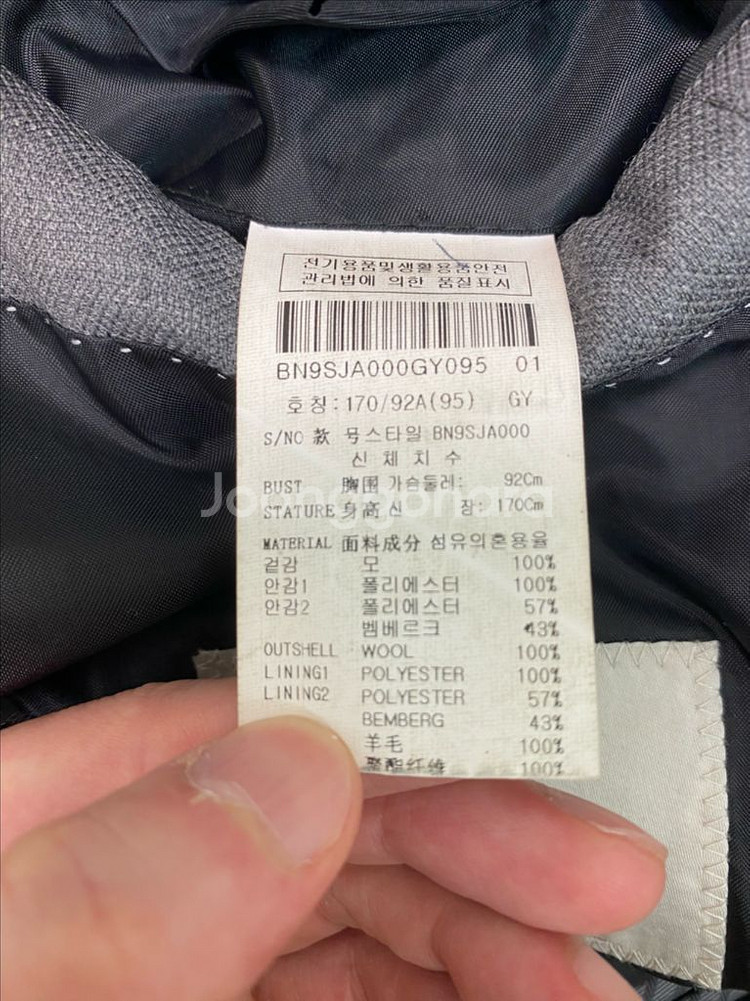 전기용품및생활용품안전
관리법에 의한 품질표시
BN9SJA000GY095 01
호칭:170/92A(95) GY
S/NO 款 号스타일 BN9SJA000
신 체 치 수
BUST 胸围 가슴둘레: 92Cm
STATURE 身高 신 장: 170Cm
MATERIAL 面料成分 섬유의혼용율
겉감 모 100%
안감1 폴리에스터 100%
안감2 폴리에스터 57%
벰베르크 43%
OUTSHELL WOOL 100%
LINING1 POLYESTER 100%
LINING2 POLYESTER 57%
BEMBERG 43%
羊毛 100%
聚酯纤维 100%
Joonggonara